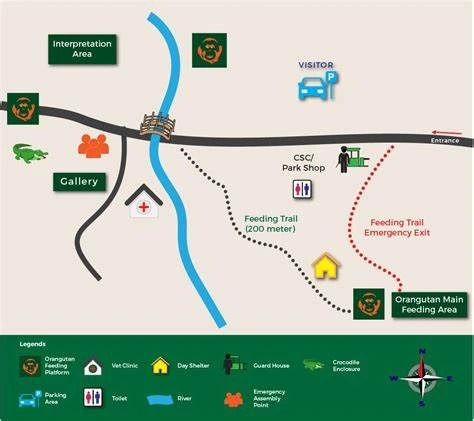 Interpretation
Area
VISITOR
P
Entrance
CSC/
Park Shop
Gallery
Feeding Trail
(200 meter)
Feeding Trail
Emergency Exit
Orangutan Main
Feeding Area
Legends
Orangutan
Feeding
Platform
Vet Clinic
Day Shelter
Guard House
Crocodile
Enclosure
P
Parking
Area
Toilet
River
Emergency
Assembly
Point
N
W
E
S